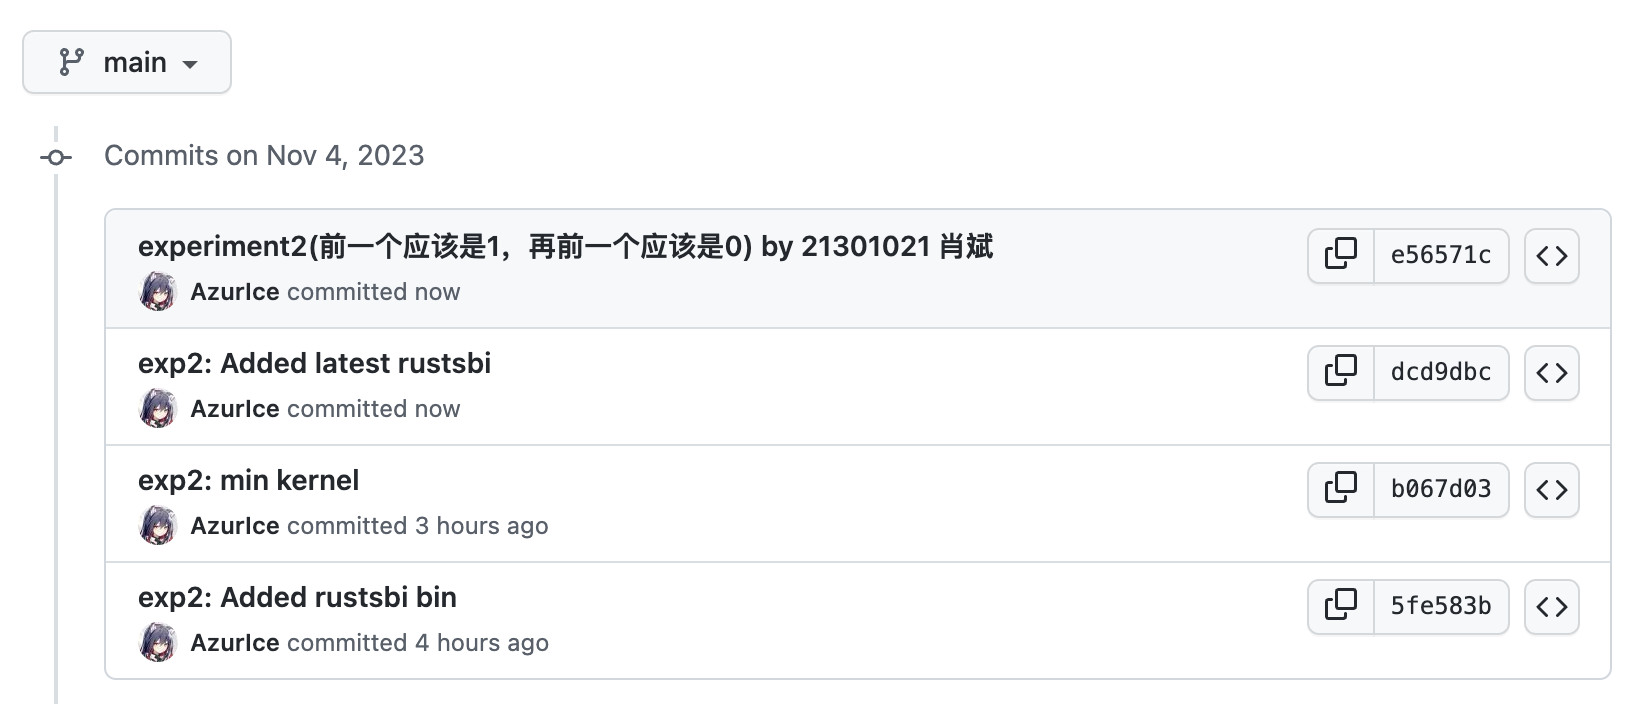 main
Commits on Nov 4, 2023
experiment2(前一个应该是1，再前一个应该是0) by 21301021 肖斌
e56571c
AzurIce committed now
exp2: Added latest rustsbi
dcd9dbc
AzurIce committed now
exp2: min kernel
b067d03
AzurIce committed 3 hours ago
exp2: Added rustsbi bin
5fe583b
AzurIce committed 4 hours ago